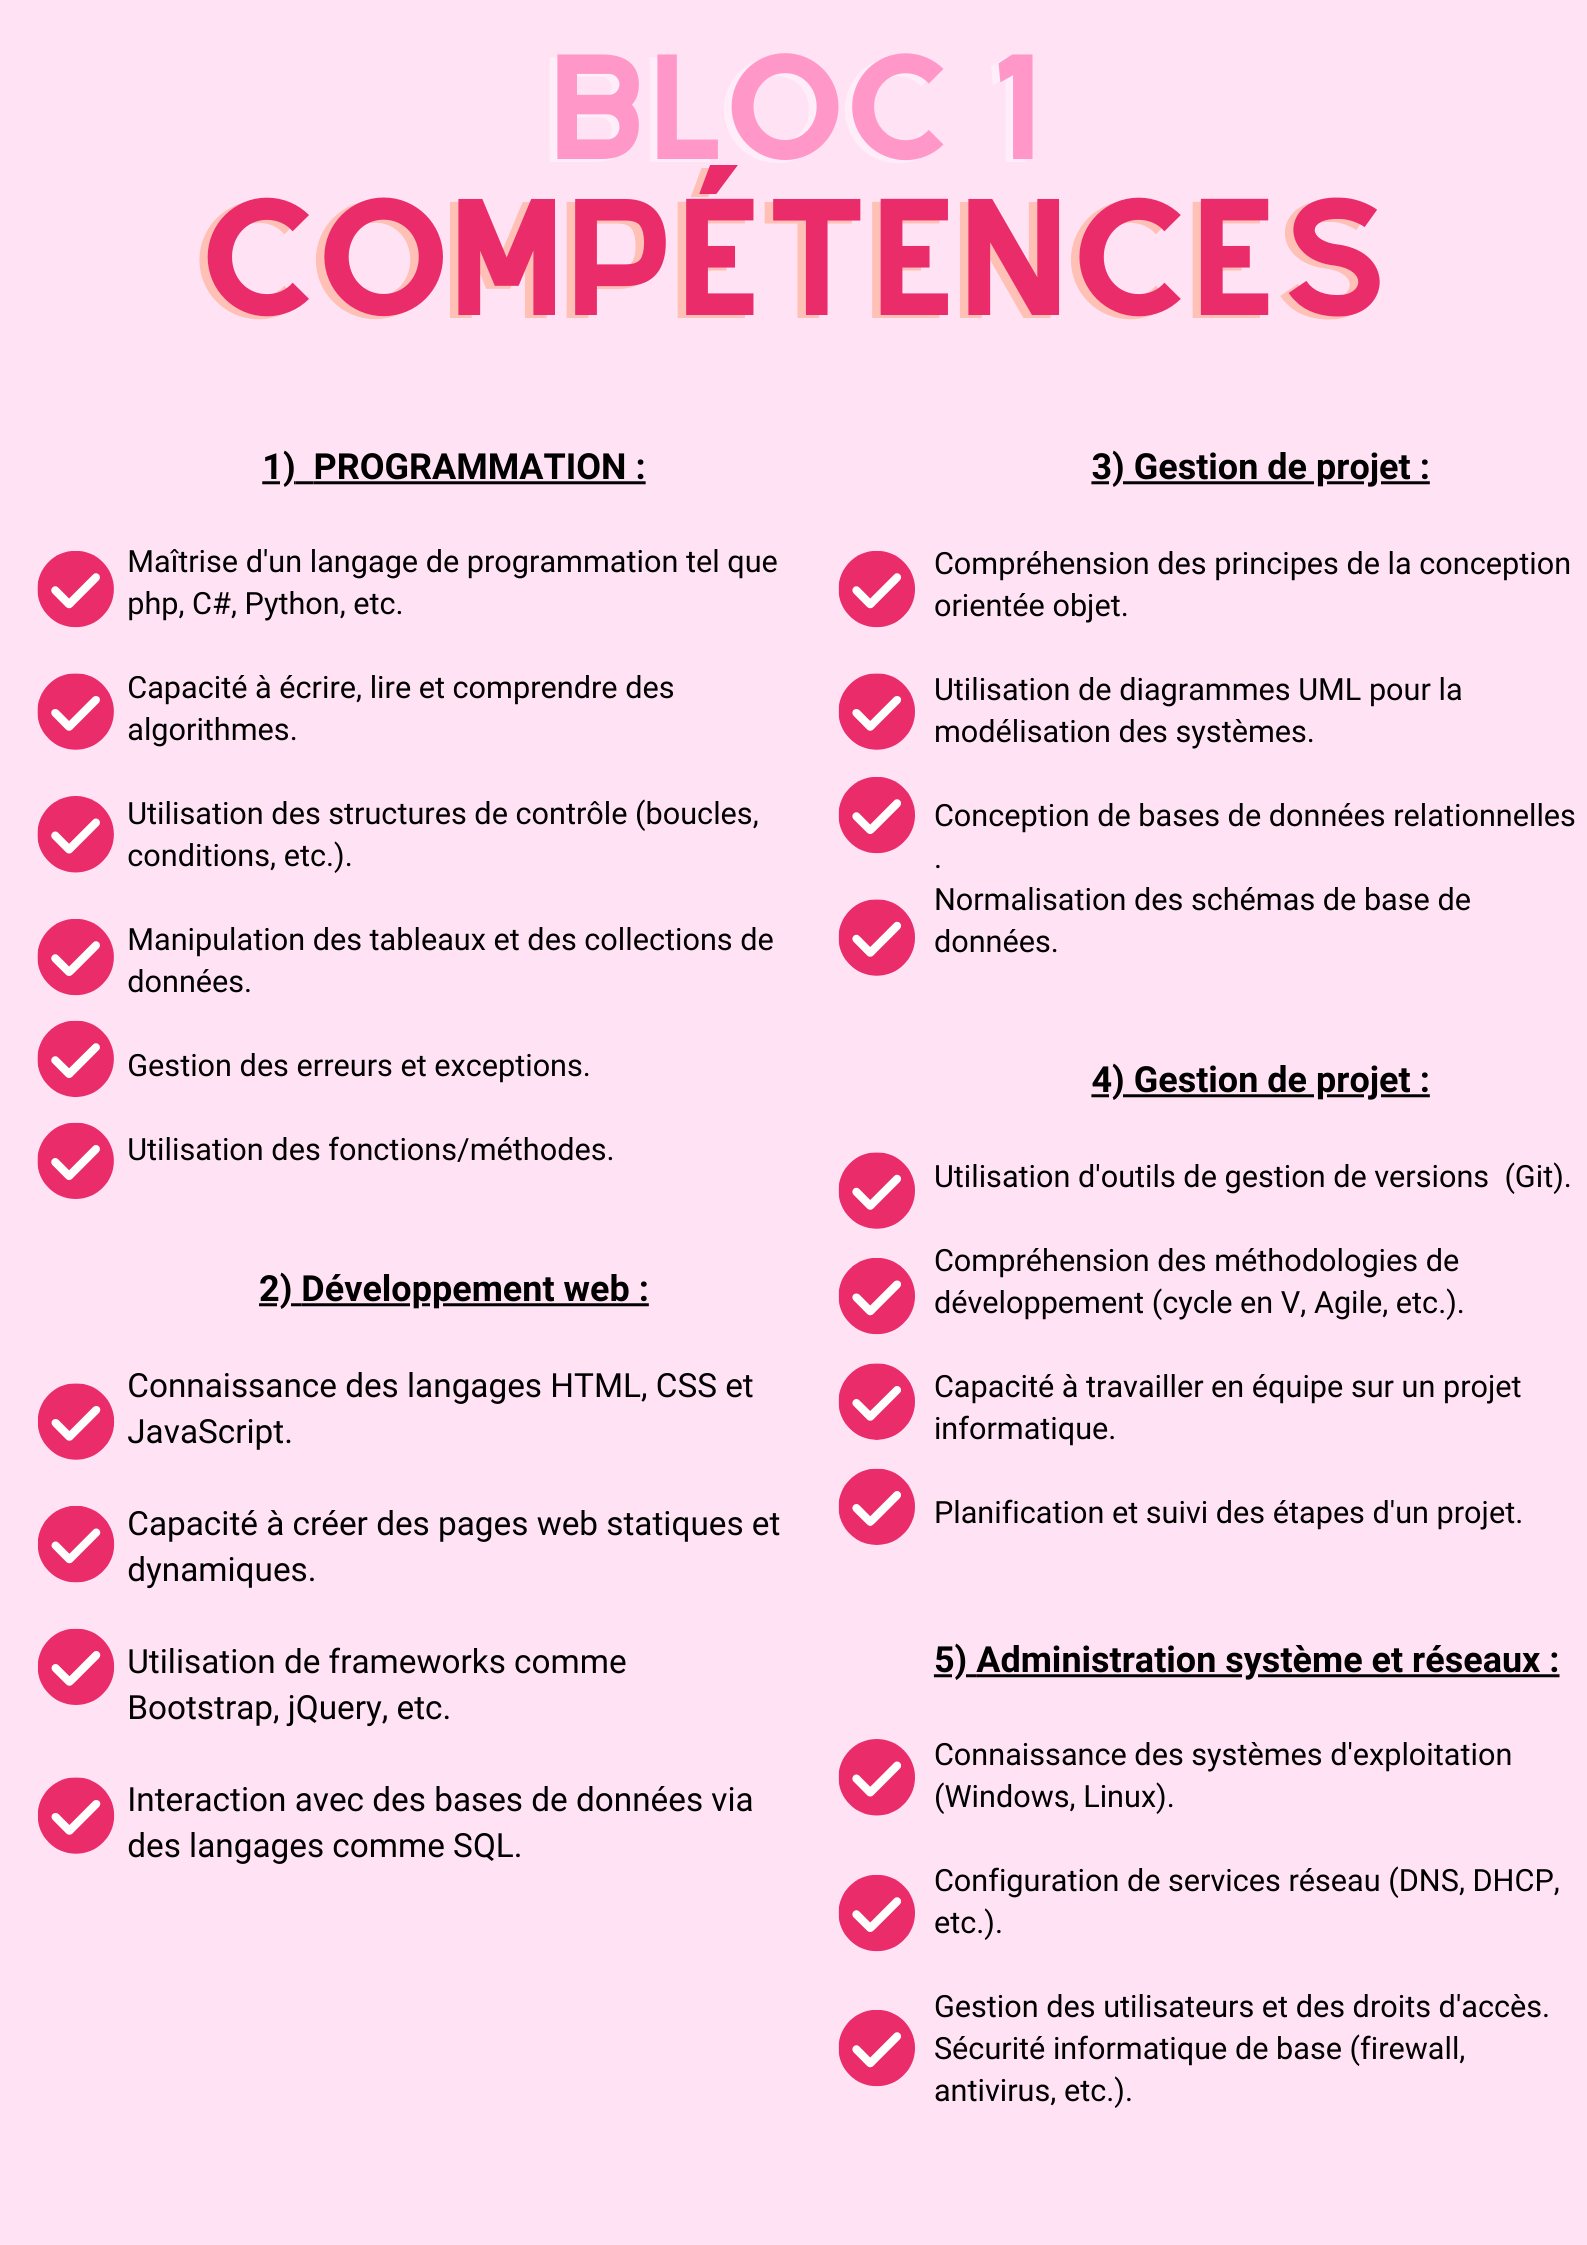 BLOC 1
COMPÉTENCES
1)  PROGRAMMATION :
Maîtrise d'un langage de programmation tel que
php, C#, Python, etc.
Capacité à écrire, lire et comprendre des
algorithmes.
Utilisation des structures de contrôle (boucles,
conditions, etc.).
Manipulation des tableaux et des collections de
données.
Gestion des erreurs et exceptions.
Utilisation des fonctions/méthodes.
2) Développement web :
Connaissance des langages HTML, CSS et
JavaScript.
Capacité à créer des pages web statiques et
dynamiques.
Utilisation de frameworks comme
Bootstrap, jQuery, etc.
Interaction avec des bases de données via
des langages comme SQL.
3) Gestion de projet :
Compréhension des principes de la conception
orientée objet.
Utilisation de diagrammes UML pour la
modélisation des systèmes.
Conception de bases de données relationnelles
.
Normalisation des schémas de base de
données.
4) Gestion de projet :
Utilisation d'outils de gestion de versions  (Git).
Compréhension des méthodologies de
développement (cycle en V, Agile, etc.).
Capacité à travailler en équipe sur un projet
informatique.
Planification et suivi des étapes d'un projet.
5) Administration système et réseaux :
Connaissance des systèmes d'exploitation
(Windows, Linux).
Configuration de services réseau (DNS, DHCP,
etc.).
Gestion des utilisateurs et des droits d'accès.
Sécurité informatique de base (firewall,
antivirus, etc.).